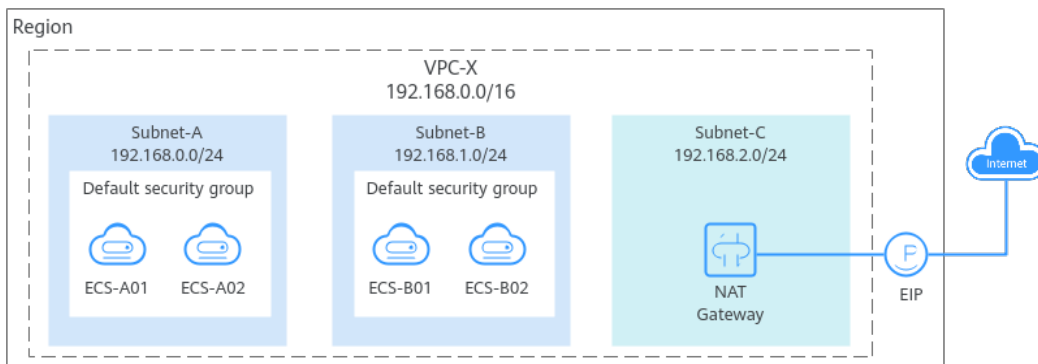 Region
VPC-X
192.168.0.0/16
Subnet-A
192.168.0.0/24
Default security group
ECS-A01
ECS-A02
Subnet-B
192.168.1.0/24
Default security group
ECS-B01
ECS-B02
Subnet-C
192.168.2.0/24
NAT
Gateway
EIP
Internet